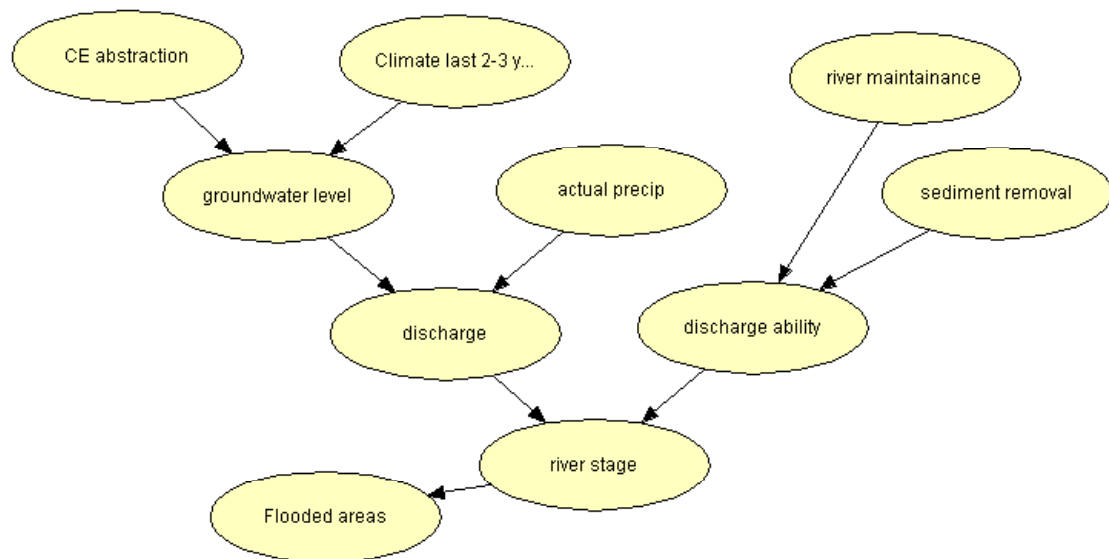 CE abstraction
Climate last 2-3 y...
river maintainance
groundwater level
actual precip
sediment removal
discharge
discharge ability
river stage
Flooded areas